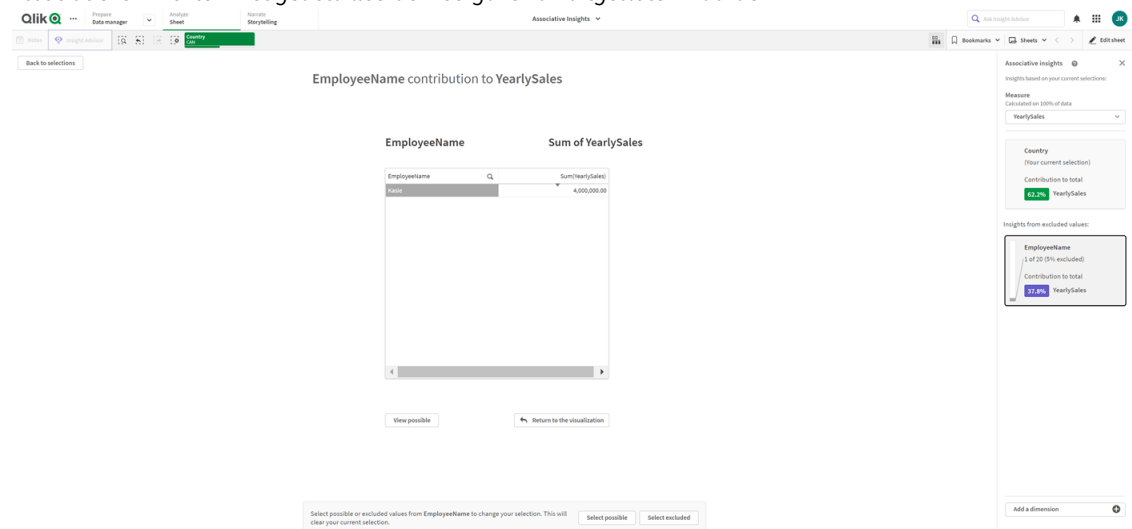 Qlik
Prepare
Data manager
Analyze
Sheet
Narrate
Storytelling
Associative Insights
Ask Insight Advisor
JK
Notes
Insight Advisor
Country
CAN
Bookmarks
Sheets
Edit sheet
Back to selections
EmployeeName contribution to YearlySales
EmployeeName
Sum of YearlySales
EmployeeName
Sum(YearlySales)
Kasie
4,000,000.00
View possible
Return to the visualization
Select possible or excluded values from EmployeeName to change your selection. This will
clear your current selection.
Select possible
Select excluded
Associative insights
Insights based on your current selections:
Measure
Calculated on 100% of data
YearlySales
Country
(Your current selection)
Contribution to total
62.2% YearlySales
Insights from excluded values:
EmployeeName
1 of 20 (5% excluded)
Contribution to total
37.8% YearlySales
Add a dimension